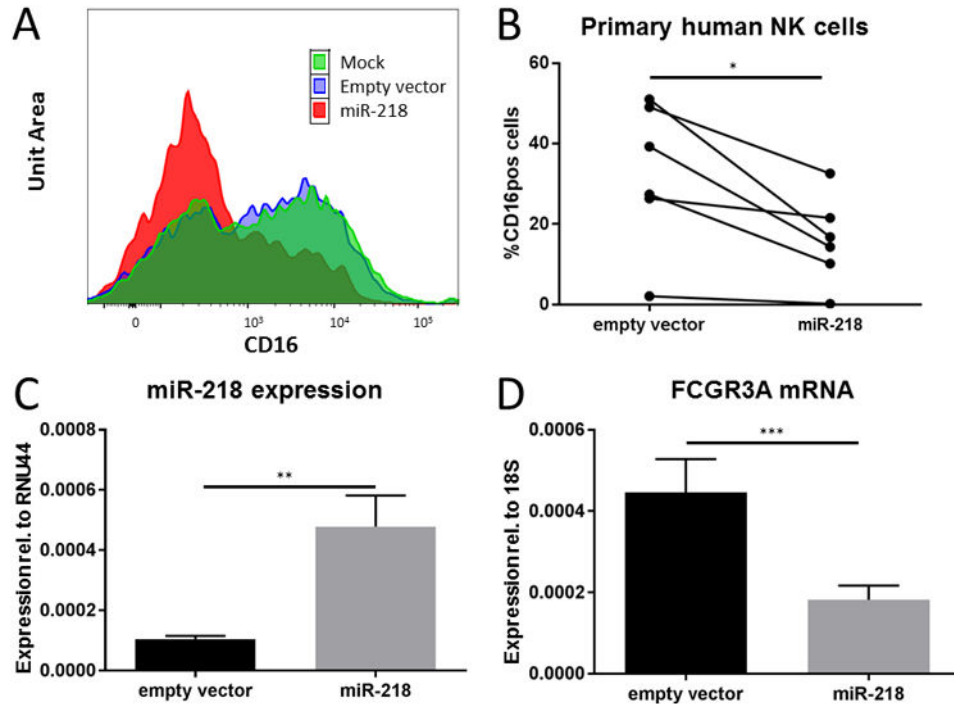 A
Mock
Empty vector
miR-218
Unit Area
0
10³
10⁴
10⁵
CD16
B
Primary human NK cells
*
%CD16pos cells
60
40
20
0
empty vector
miR-218
C
miR-218 expression
**
Expression rel. to RNU44
0.0008
0.0006
0.0004
0.0002
0.0000
empty vector
miR-218
D
FCGR3A mRNA
***
Expression rel. to 18S
0.0006
0.0004
0.0002
0.0000
empty vector
miR-218